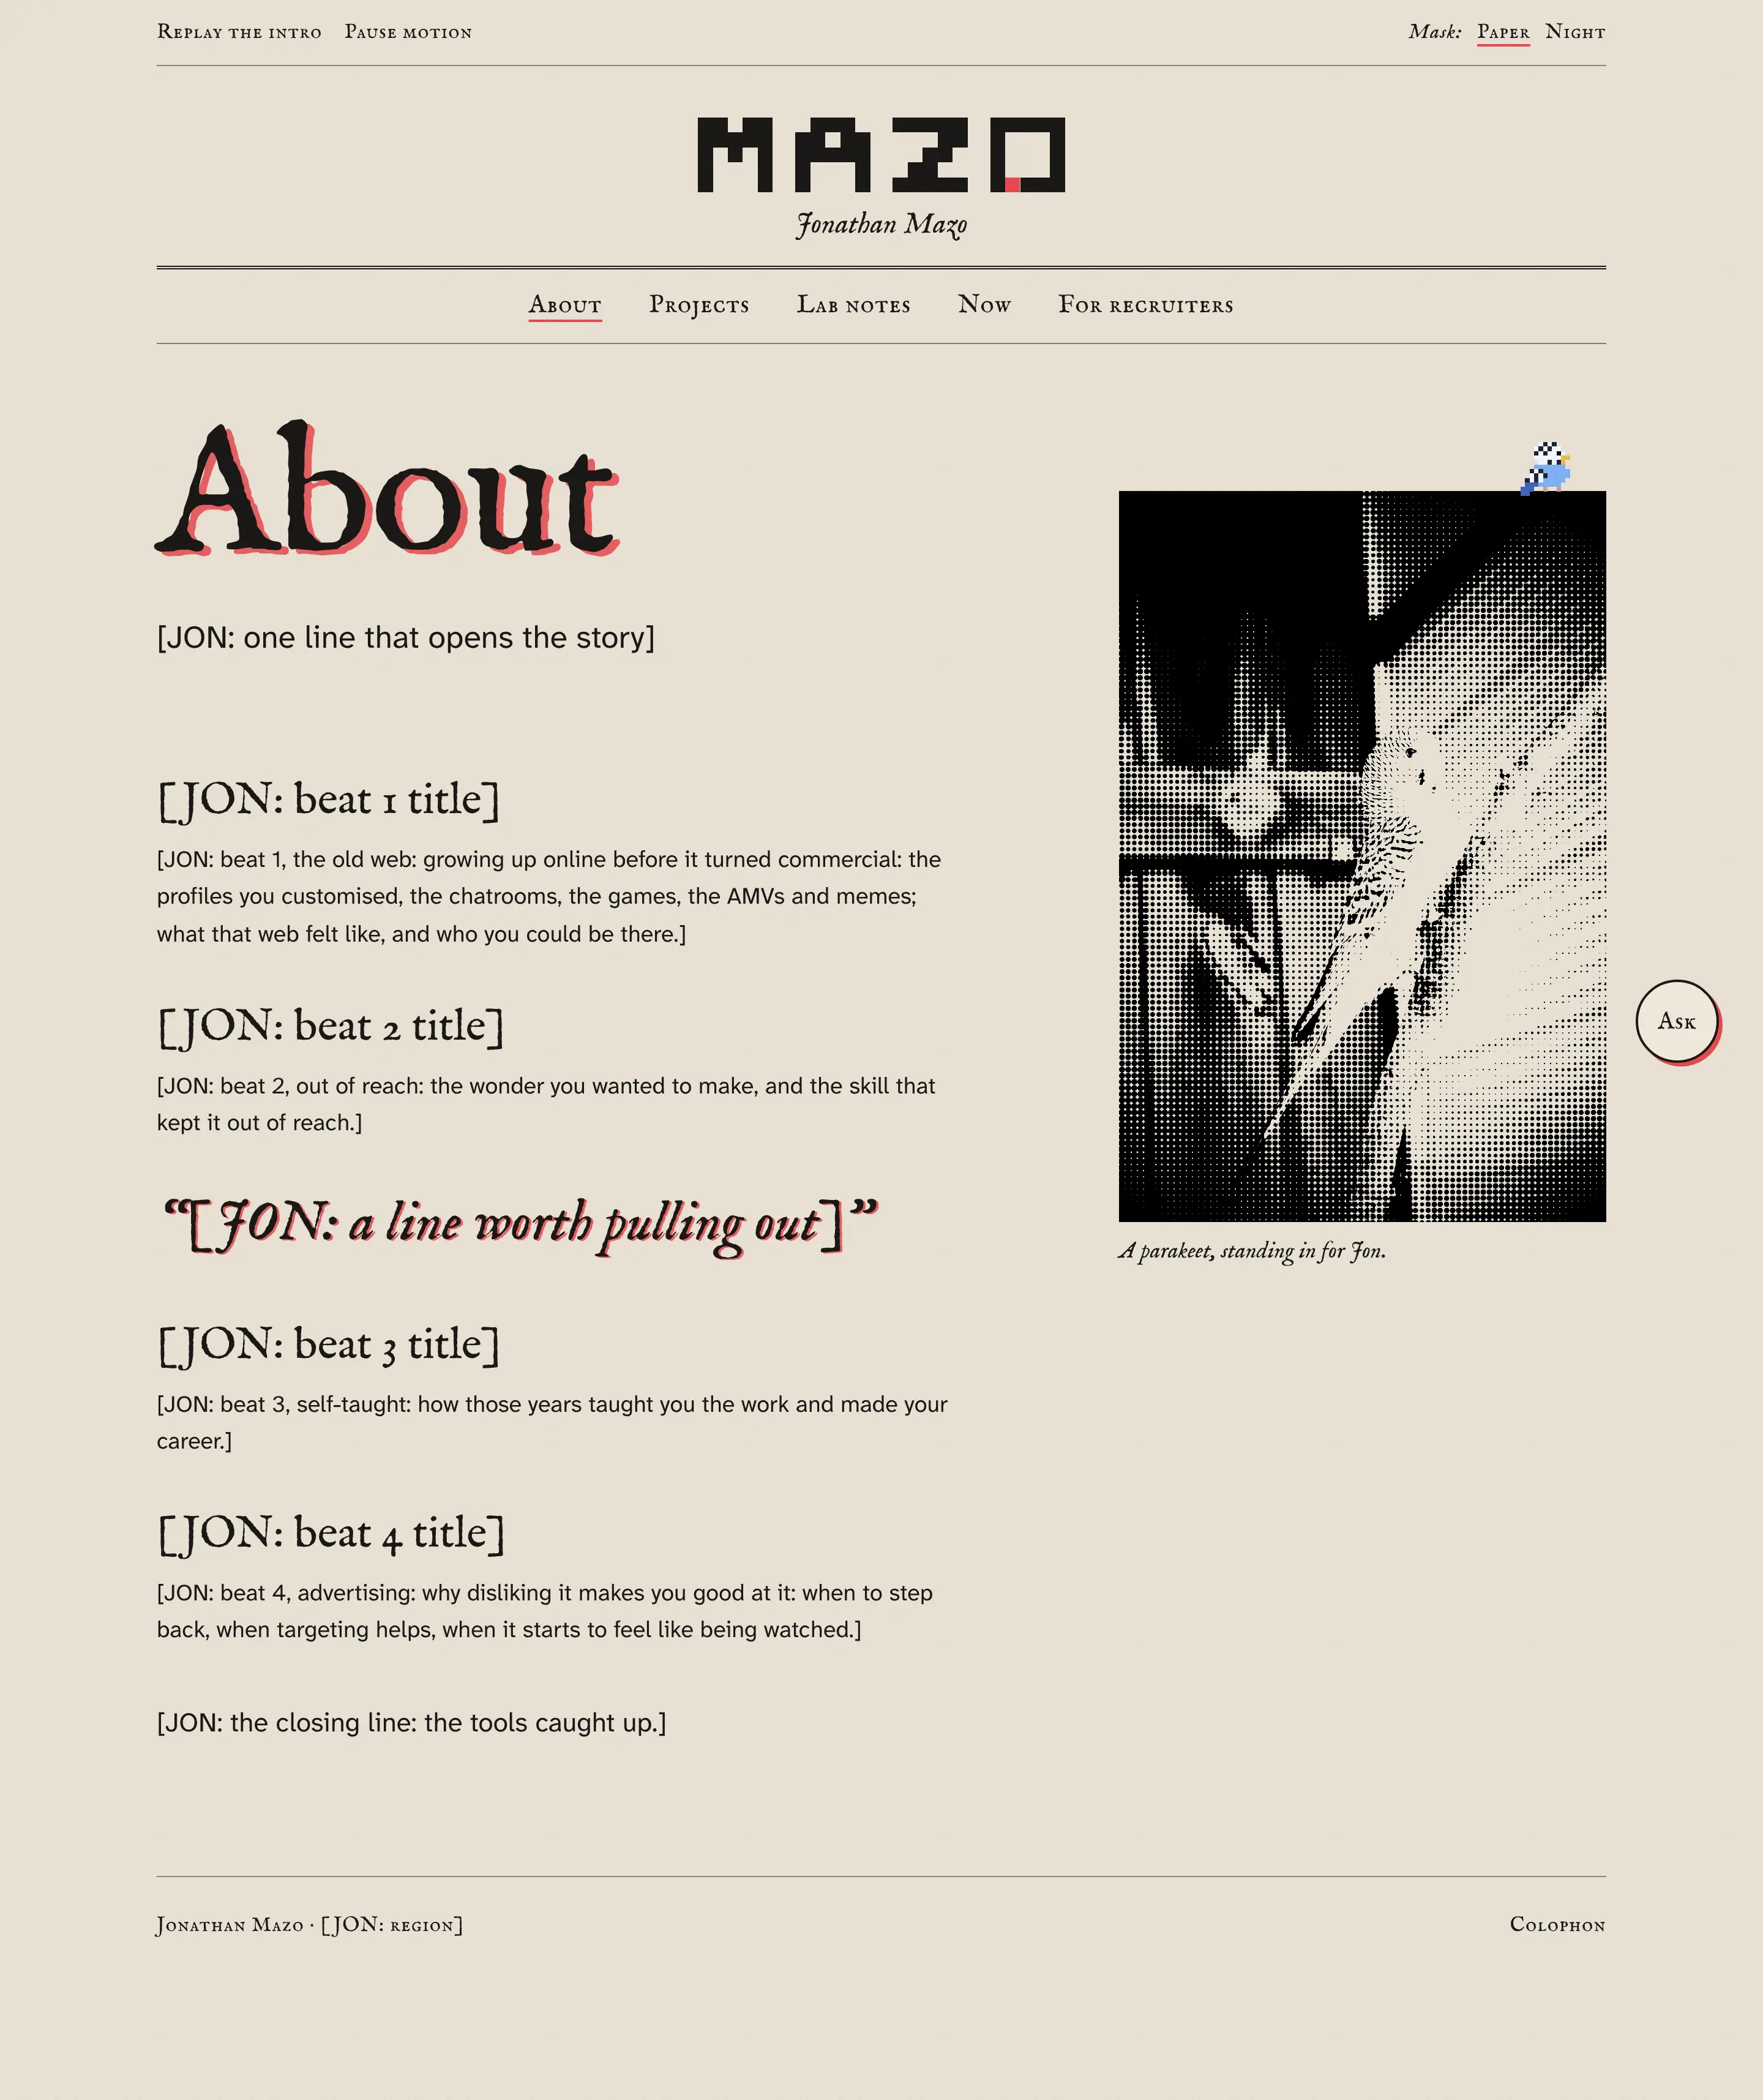 Replay the intro Pause motion
Mask: Paper Night
MAZO
Jonathan Mazo
About Projects Lab notes Now For recruiters
About
[JON: one line that opens the story]
[JON: beat 1 title]
[JON: beat 1, the old web: growing up online before it turned commercial: the
profiles you customised, the chatrooms, the games, the AMVs and memes;
what that web felt like, and who you could be there.]
[JON: beat 2 title]
[JON: beat 2, out of reach: the wonder you wanted to make, and the skill that
kept it out of reach.]
“[JON: a line worth pulling out]”
[JON: beat 3 title]
[JON: beat 3, self-taught: how those years taught you the work and made your
career.]
[JON: beat 4 title]
[JON: beat 4, advertising: why disliking it makes you good at it: when to step
back, when targeting helps, when it starts to feel like being watched.]
[JON: the closing line: the tools caught up.]
A parakeet, standing in for Jon.
Ask
Jonathan Mazo · [JON: region]
Colophon